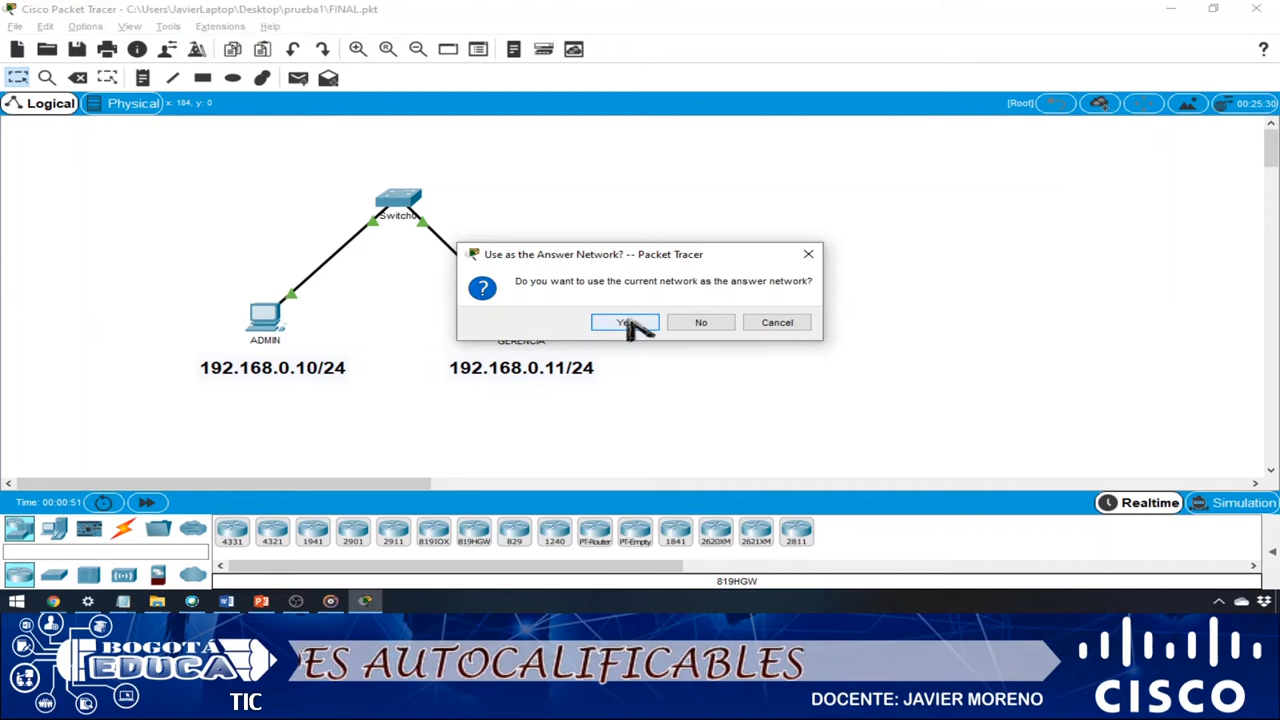 Cisco Packet Tracer - C:\Users\JavierLaptop\Desktop\prueba1\FINAL.pkt
File Edit Options View Tools Extensions Help
?
Logical Physical x: 184, y: 0 [Root] 00:25:30
Switch0
Use as the Answer Network? -- Packet Tracer
Do you want to use the current network as the answer network?
No Cancel
ADMIN GERENCIA
192.168.0.10/24 192.168.0.11/24
Time: 00:00:51 Realtime Simulation
4331 4321 1941 2901 2911 819IOX 819HGW 829 1240 PT-Router PT-Empty 1841 2620XM 2621XM 2811
819HGW
BOGOTÁ
EDUCA
TIC
DES AUTOCALIFICABLES
DOCENTE: JAVIER MORENO
CISCO